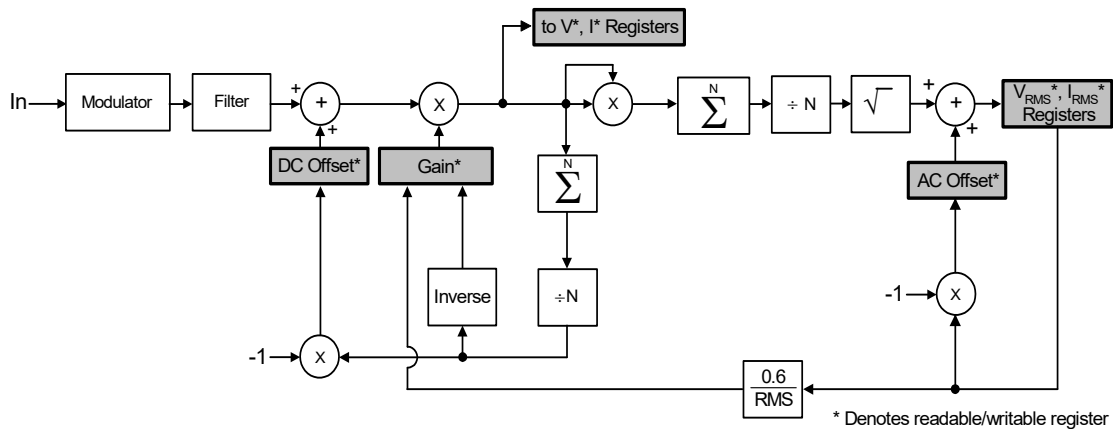 to V*, I* Registers
In
Modulator
Filter
+
+
+
X
X
N
Σ
÷ N
√
+
+
+
VRMS*, IRMS*
Registers
DC Offset*
Gain*
N
Σ
AC Offset*
Inverse
÷N
-1
X
-1
X
0.6
RMS
* Denotes readable/writable register